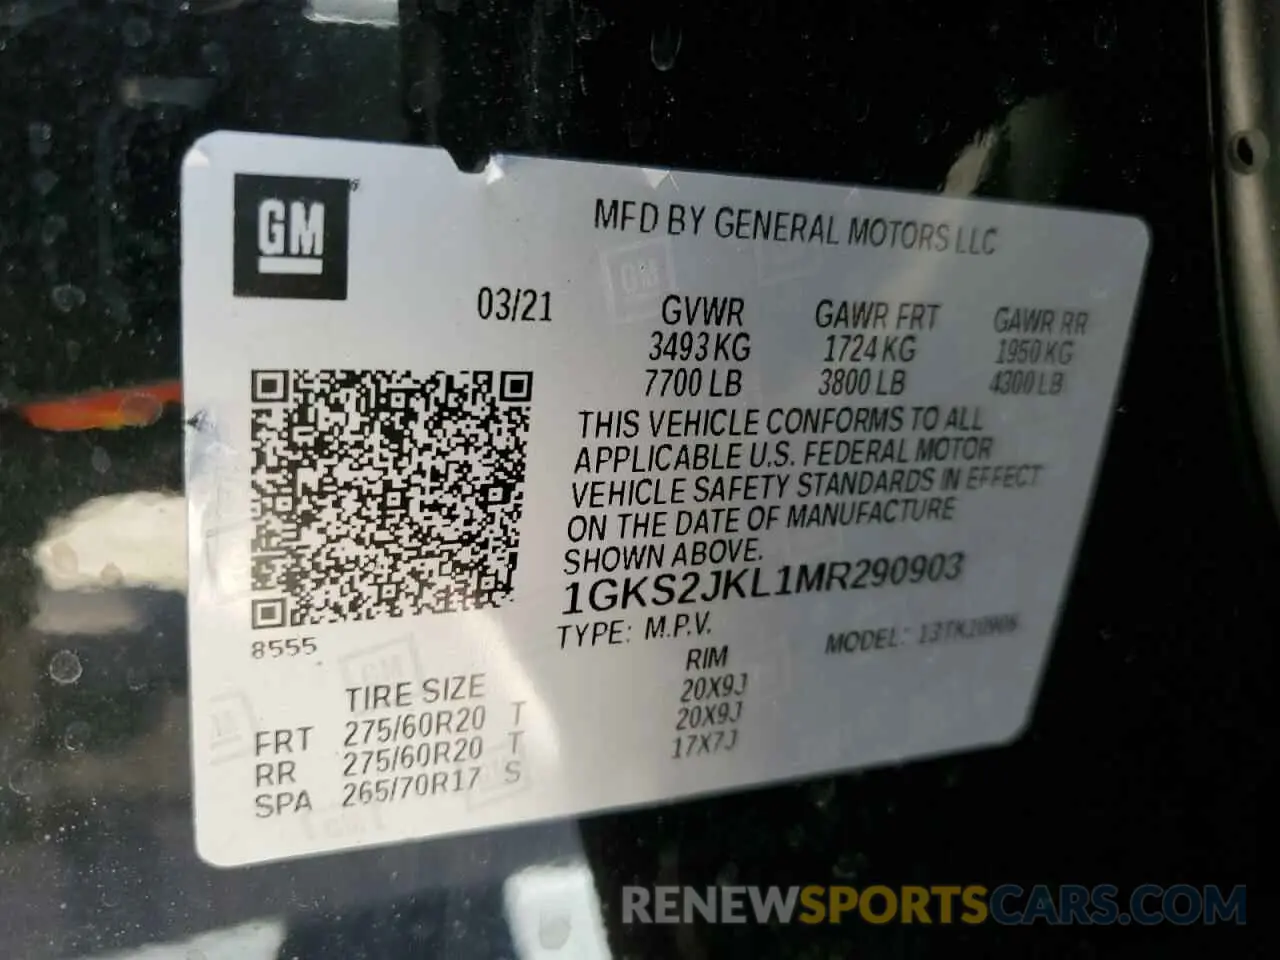 GM
MFD BY GENERAL MOTORS LLC
03/21
GVWR GAWR FRT GAWR RR
3493 KG 1724 KG 1950 KG
7700 LB 3800 LB 4300 LB
THIS VEHICLE CONFORMS TO ALL
APPLICABLE U.S. FEDERAL MOTOR
VEHICLE SAFETY STANDARDS IN EFFECT
ON THE DATE OF MANUFACTURE
SHOWN ABOVE.
1GKS2JKL1MR290903
8555
TYPE: M.P.V. MODEL:
TIRE SIZE RIM
FRT 275/60R20 T 20X9J
RR 275/60R20 T 20X9J
SPA 265/70R17 S 17X7J
RENEWSPORTSCARS.COM